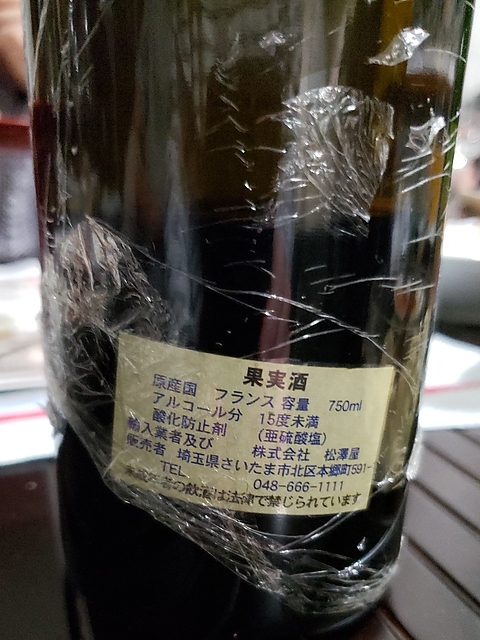 果実酒
原産国 フランス 容量 750ml
アルコール分 15度未満
酸化防止剤 (亜硫酸塩)
輸入業者及び 株式会社 松澤屋
販売者 埼玉県さいたま市北区本郷町591-
TEL 048-666-1111
の飲酒は法律で禁じられています